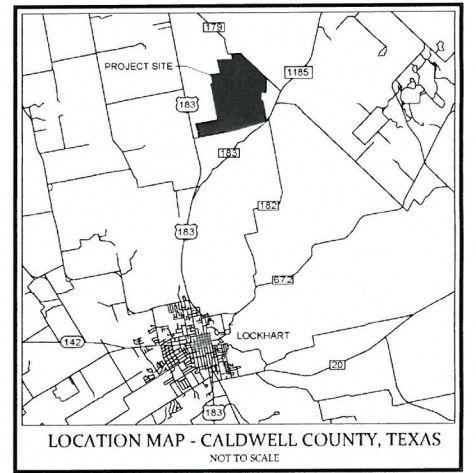 179
PROJECT SITE
1185
183
183
182
183
672
LOCKHART
142
20
183
LOCATION MAP - CALDWELL COUNTY, TEXAS
NOT TO SCALE